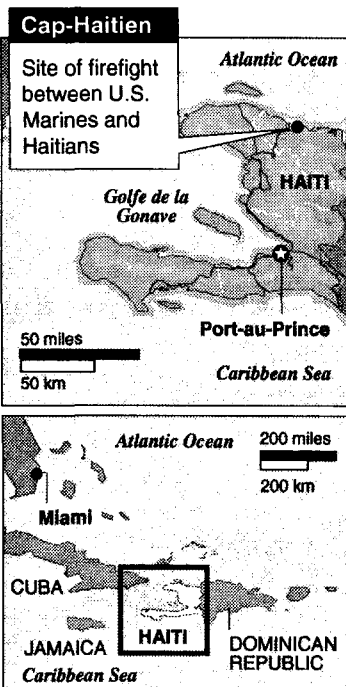 Cap-Haitien
Site of firefight
between U.S.
Marines and
Haitians
Atlantic Ocean
HAITI
Golfe de la
Gonave
Port-au-Prince
50 miles
50 km
Caribbean Sea
Atlantic Ocean
200 miles
200 km
Miami
CUBA
JAMAICA
HAITI
DOMINICAN
REPUBLIC
Caribbean Sea